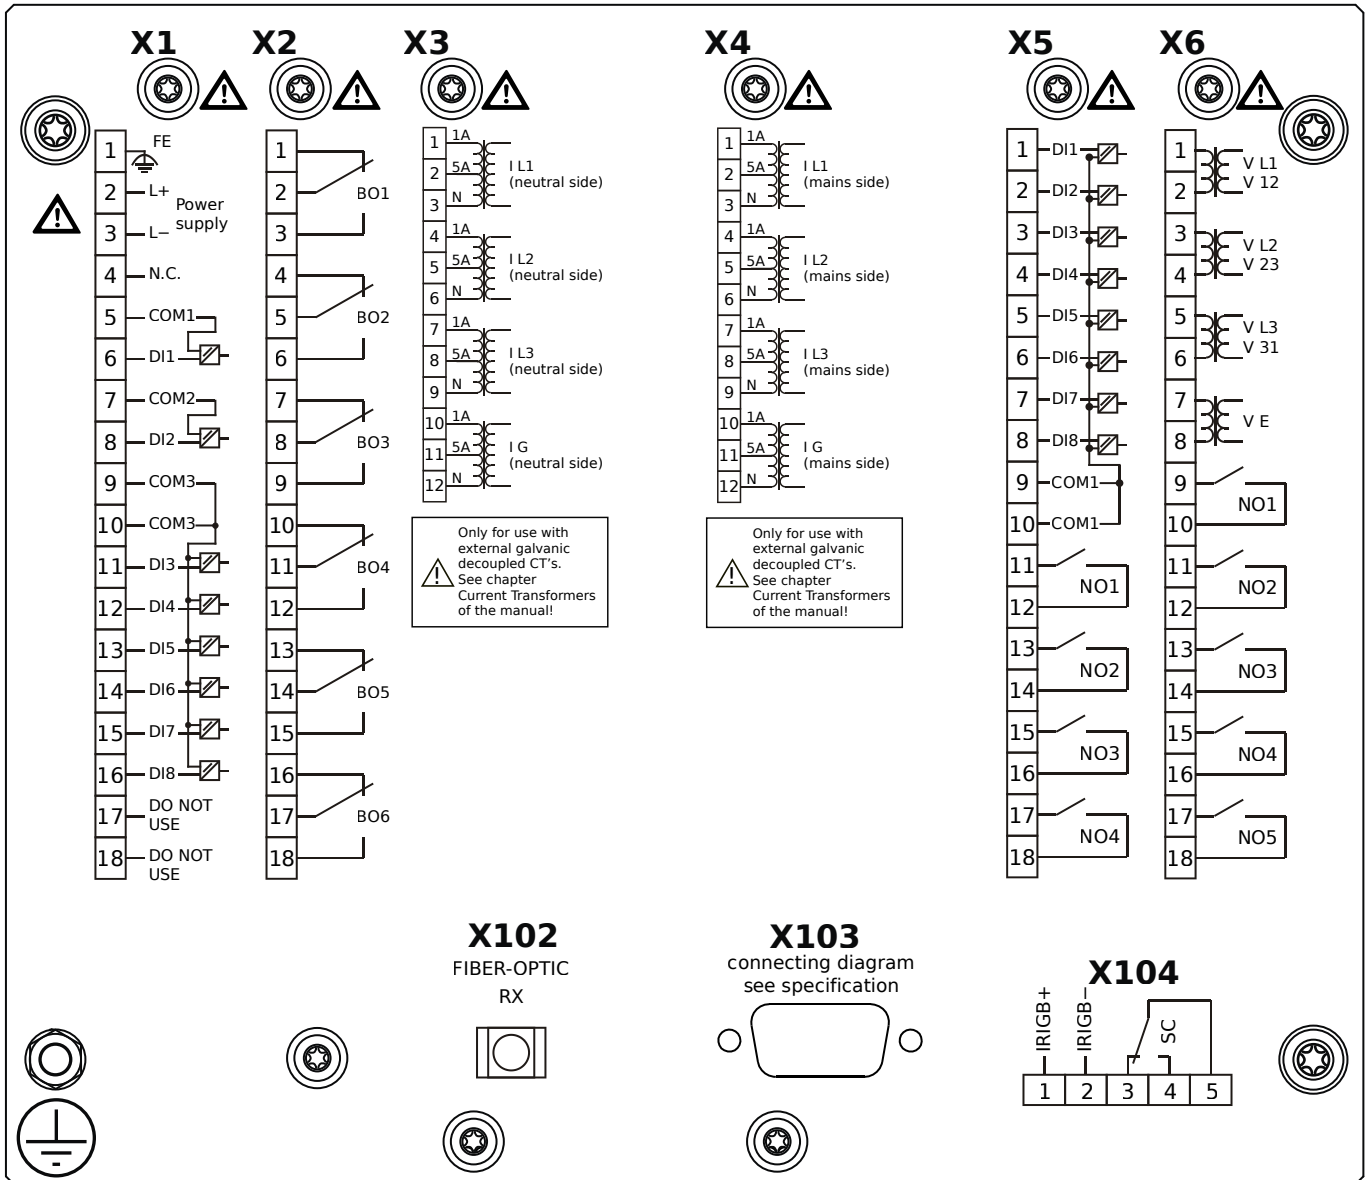 X1
1
FE
2
L+
Power
supply
3
L−
4
N.C.
5
COM1
6
DI1
7
COM2
8
DI2
9
COM3
10
COM3
11
DI3
12
DI4
13
DI5
14
DI6
15
DI7
16
DI8
17
DO NOT
USE
18
DO NOT
USE
X2
1
2
BO1
3
4
5
BO2
6
7
8
BO3
9
10
11
BO4
12
13
14
BO5
15
16
17
BO6
18
X3
1
1A
2
5A
I L1
(neutral side)
3
N
4
1A
5
5A
I L2
(neutral side)
6
N
7
1A
8
5A
I L3
(neutral side)
9
N
10
1A
11
5A
I G
(neutral side)
12
N
Only for use with
external galvanic
decoupled CT's.
See chapter
Current Transformers
of the manual!
X4
1
1A
2
5A
I L1
(mains side)
3
N
4
1A
5
5A
I L2
(mains side)
6
N
7
1A
8
5A
I L3
(mains side)
9
N
10
1A
11
5A
I G
(mains side)
12
N
Only for use with
external galvanic
decoupled CT's.
See chapter
Current Transformers
of the manual!
X5
1
DI1
2
DI2
3
DI3
4
DI4
5
DI5
6
DI6
7
DI7
8
DI8
9
COM1
10
COM1
11
NO1
12
13
NO2
14
15
NO3
16
17
NO4
18
X6
1
V L1
V 12
2
3
V L2
V 23
4
5
V L3
V 31
6
7
V E
8
9
NO1
10
11
NO2
12
13
NO3
14
15
NO4
16
17
NO5
18
X102
FIBER-OPTIC
RX
X103
connecting diagram
see specification
X104
IRIGB+
IRIGB−
SC
1 2 3 4 5